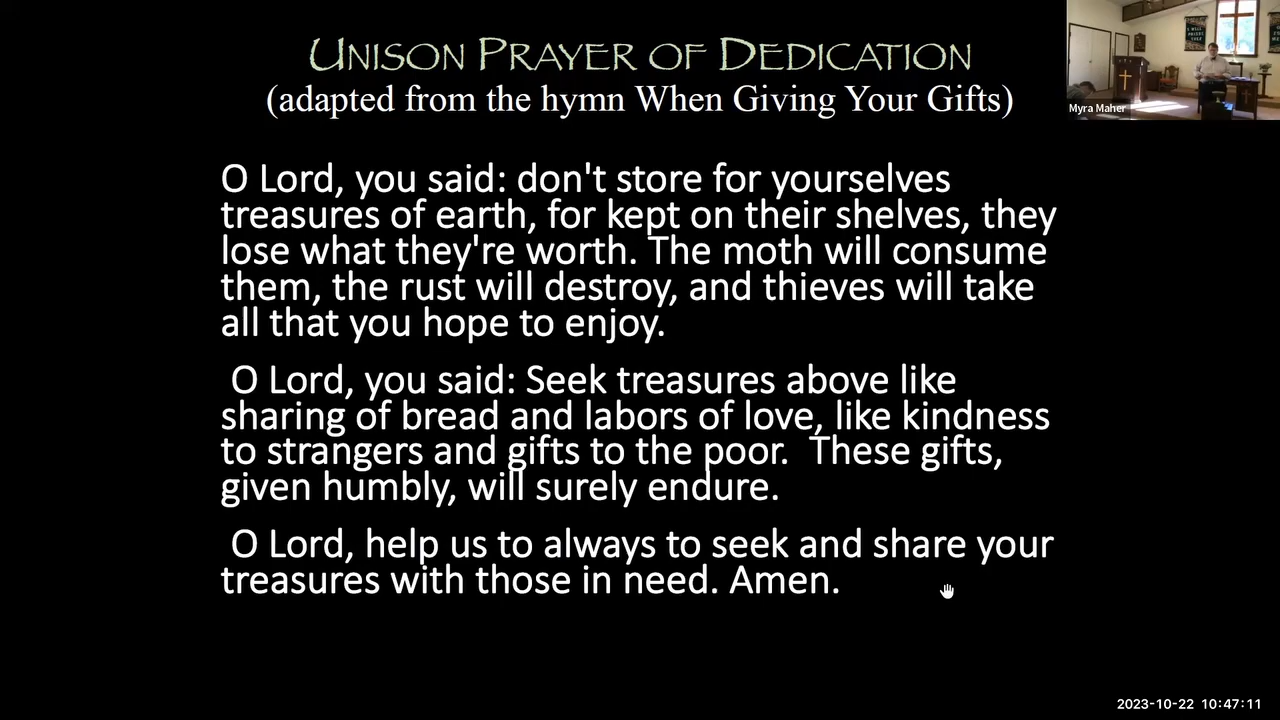 UNISON PRAYER OF DEDICATION
(adapted from the hymn When Giving Your Gifts)
Myra Maher
O Lord, you said: don't store for yourselves
treasures of earth, for kept on their shelves, they
lose what they're worth. The moth will consume
them, the rust will destroy, and thieves will take
all that you hope to enjoy.
O Lord, you said: Seek treasures above like
sharing of bread and labors of love, like kindness
to strangers and gifts to the poor.  These gifts,
given humbly, will surely endure.
O Lord, help us to always to seek and share your
treasures with those in need. Amen.
2023-10-22 10:47:11